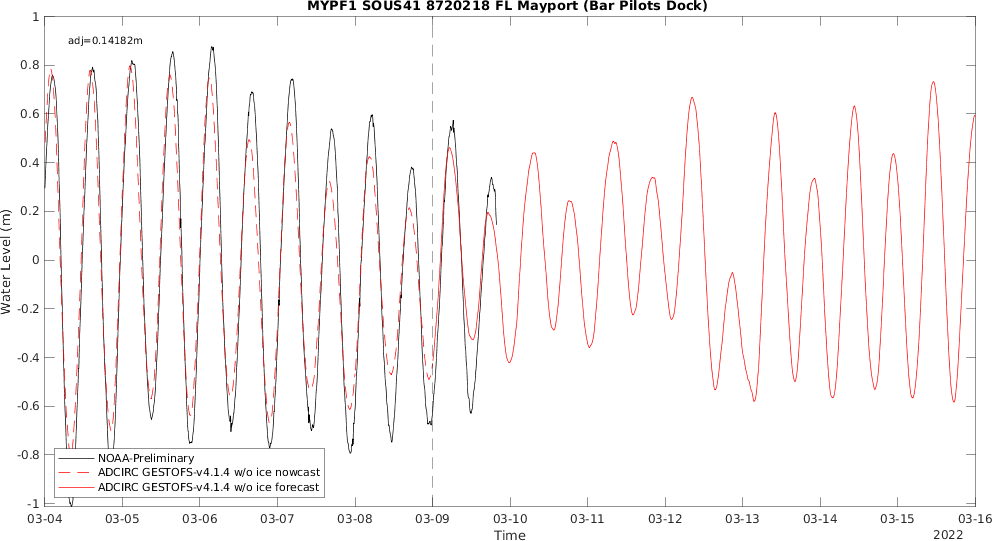 MYPF1 SOUS41 8720218 FL Mayport (Bar Pilots Dock)
adj=0.14182m
1
0.8
0.6
0.4
0.2
0
-0.2
-0.4
-0.6
-0.8
-1
Water Level (m)
NOAA-Preliminary
ADCIRC GESTOFS-v4.1.4 w/o ice nowcast
ADCIRC GESTOFS-v4.1.4 w/o ice forecast
03-04 03-05 03-06 03-07 03-08 03-09 03-10 03-11 03-12 03-13 03-14 03-15 03-16
Time
2022